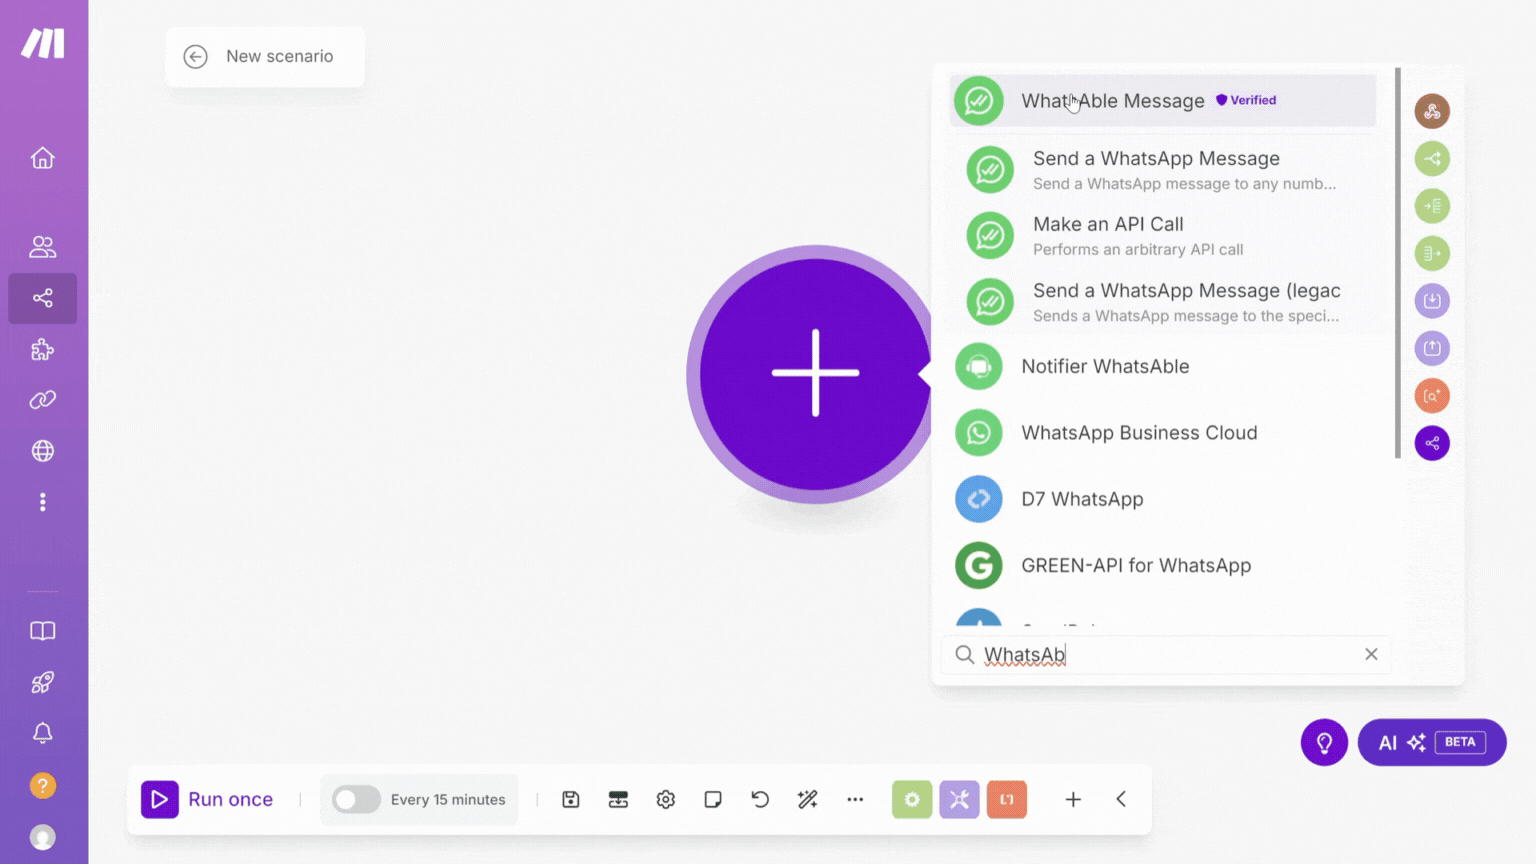 New scenario
WhatsAble Message Verified
Send a WhatsApp Message
Send a WhatsApp message to any numb...
Make an API Call
Performs an arbitrary API call
Send a WhatsApp Message (legac
Sends a WhatsApp message to the speci...
Notifier WhatsAble
WhatsApp Business Cloud
D7 WhatsApp
G GREEN-API for WhatsApp
WhatsAb
AI BETA
Run once
Every 15 minutes
?